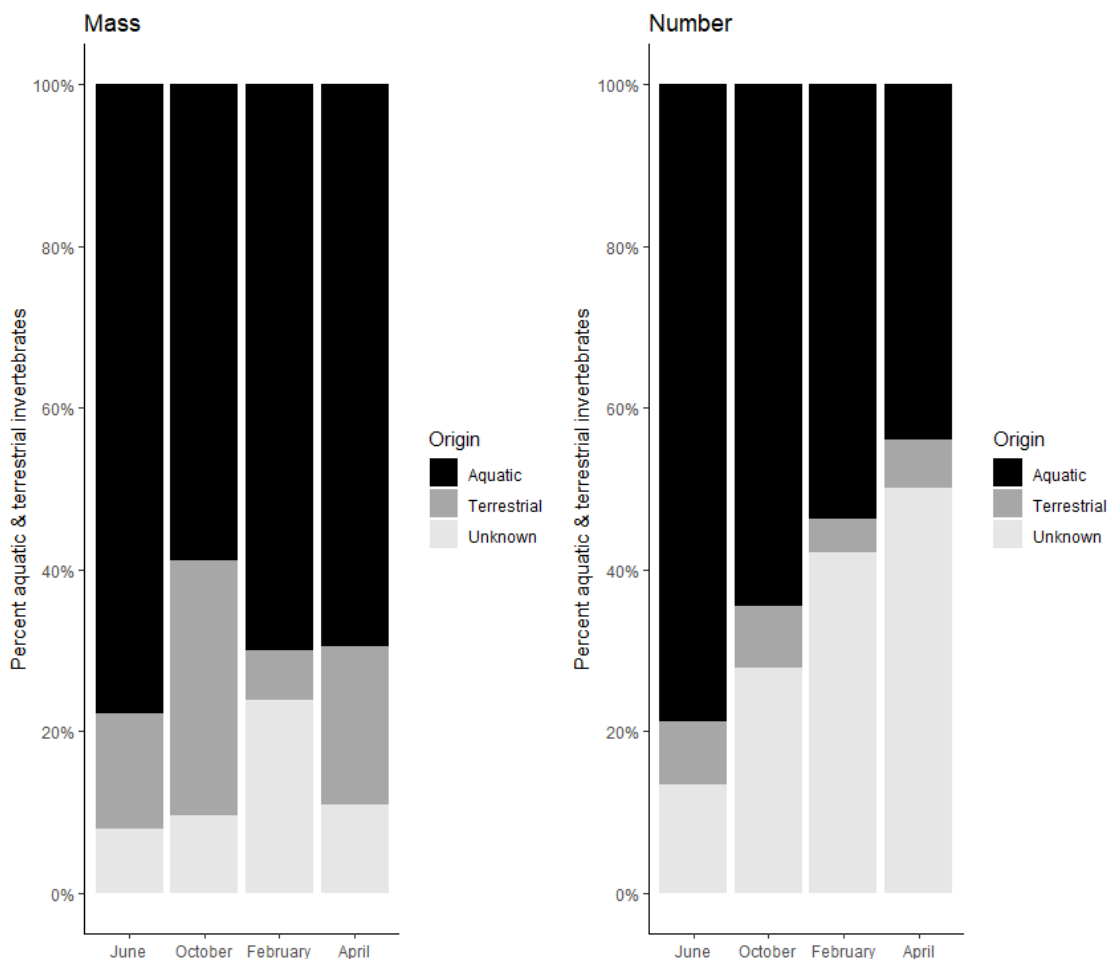 Mass
Percent aquatic & terrestrial invertebrates
100%
80%
60%
40%
20%
0%
June October February April
Origin
Aquatic
Terrestrial
Unknown
Number
Percent aquatic & terrestrial invertebrates
100%
80%
60%
40%
20%
0%
June October February April
Origin
Aquatic
Terrestrial
Unknown